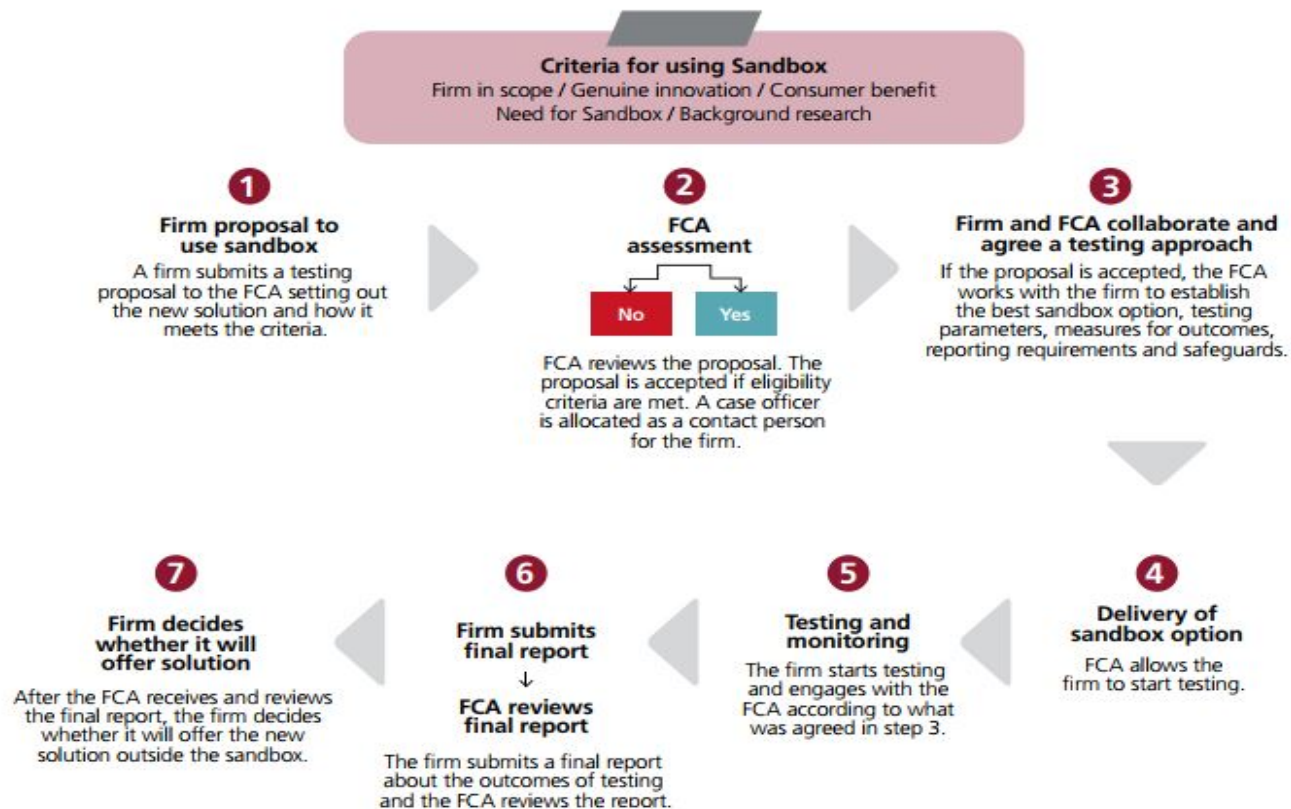 Criteria for using Sandbox
Firm in scope / Genuine innovation / Consumer benefit
Need for Sandbox / Background research
1
Firm proposal to
use sandbox
A firm submits a testing
proposal to the FCA setting out
the new solution and how it
meets the criteria.
2
FCA
assessment
No
Yes
FCA reviews the proposal. The
proposal is accepted if eligibility
criteria are met. A case officer
is allocated as a contact person
for the firm.
3
Firm and FCA collaborate and
agree a testing approach
If the proposal is accepted, the FCA
works with the firm to establish
the best sandbox option, testing
parameters, measures for outcomes,
reporting requirements and safeguards.
4
Delivery of
sandbox option
FCA allows the
firm to start testing.
5
Testing and
monitoring
The firm starts testing
and engages with the
FCA according to what
was agreed in step 3.
6
Firm submits
final report
FCA reviews
final report
The firm submits a final report
about the outcomes of testing
and the FCA reviews the report.
7
Firm decides
whether it will
offer solution
After the FCA receives and reviews
the final report, the firm decides
whether it will offer the new
solution outside the sandbox.